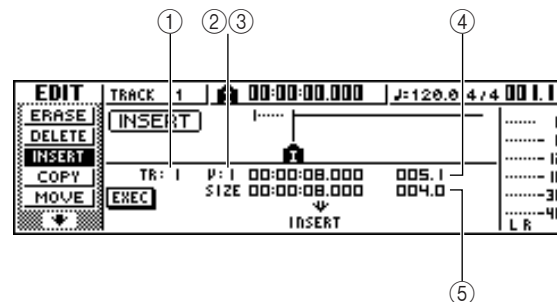 ① ② ③ ④
EDIT TRACK 1 00:00:00.000 ♩=120.0 4/4 001.1
ERASE INSERT I
DELETE
INSERT I
COPY TR: 1 V: 1 00:00:08.000 005.1
MOVE EXEC SIZE 00:00:08.000 004.0
INSERT
L R
⑤